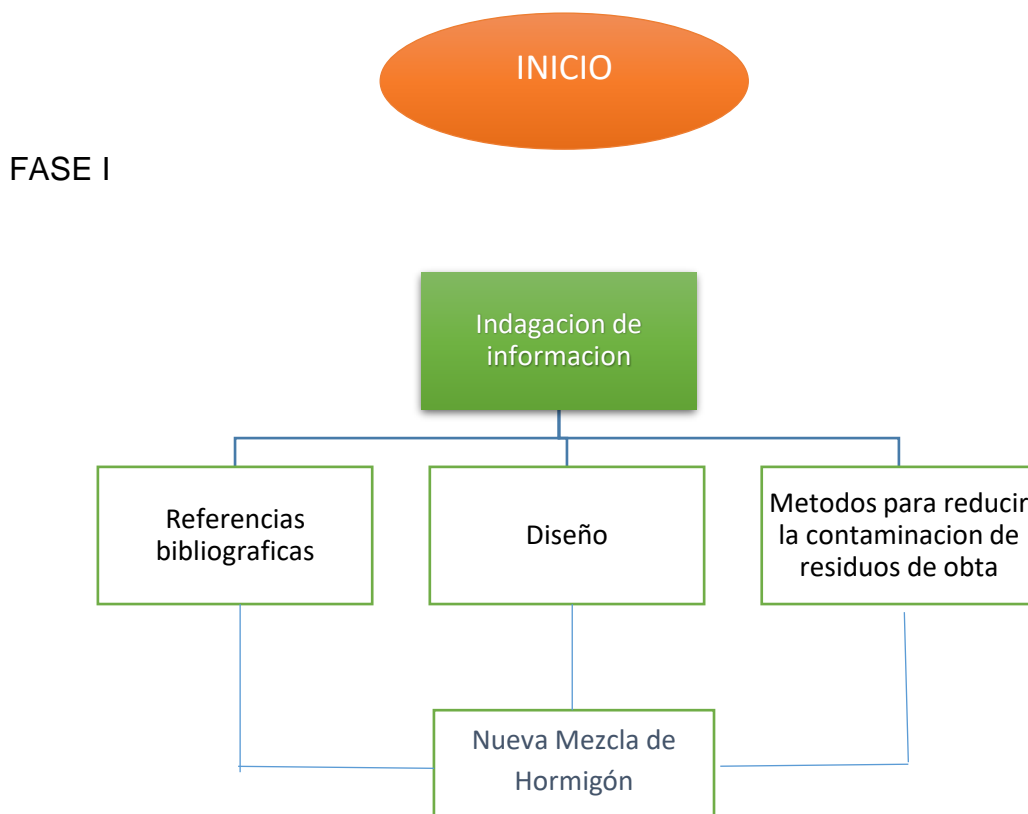 INICIO
FASE I
Indagacion de
informacion
Referencias
bibliograficas
Diseño
Metodos para reducir
la contaminacion de
residuos de obta
Nueva Mezcla de
Hormigón